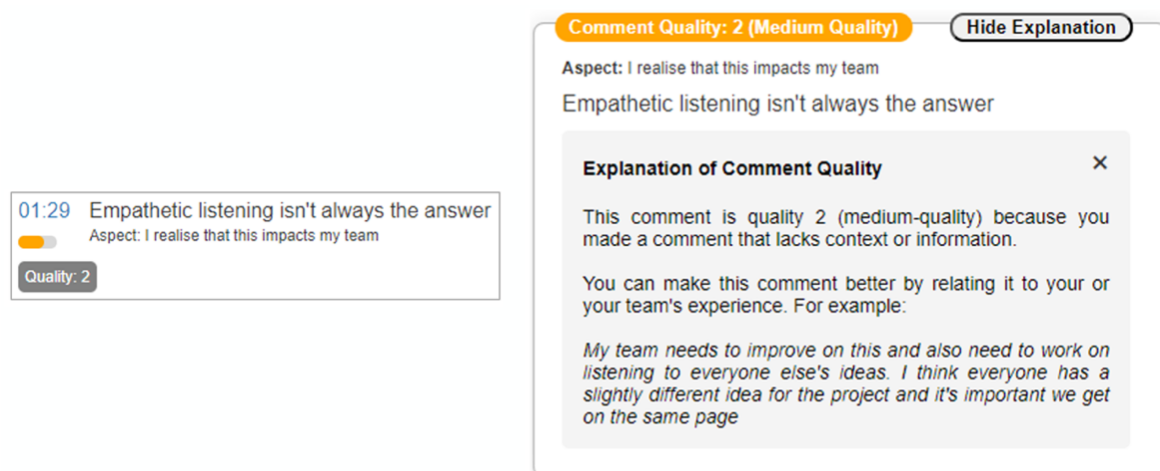 01:29 Empathetic listening isn't always the answer
Aspect: I realise that this impacts my team
Quality: 2
Comment Quality: 2 (Medium Quality)
Hide Explanation
Aspect: I realise that this impacts my team
Empathetic listening isn't always the answer
Explanation of Comment Quality
×
This comment is quality 2 (medium-quality) because you
made a comment that lacks context or information.
You can make this comment better by relating it to your or
your team's experience. For example:
My team needs to improve on this and also need to work on
listening to everyone else's ideas. I think everyone has a
slightly different idea for the project and it's important we get
on the same page